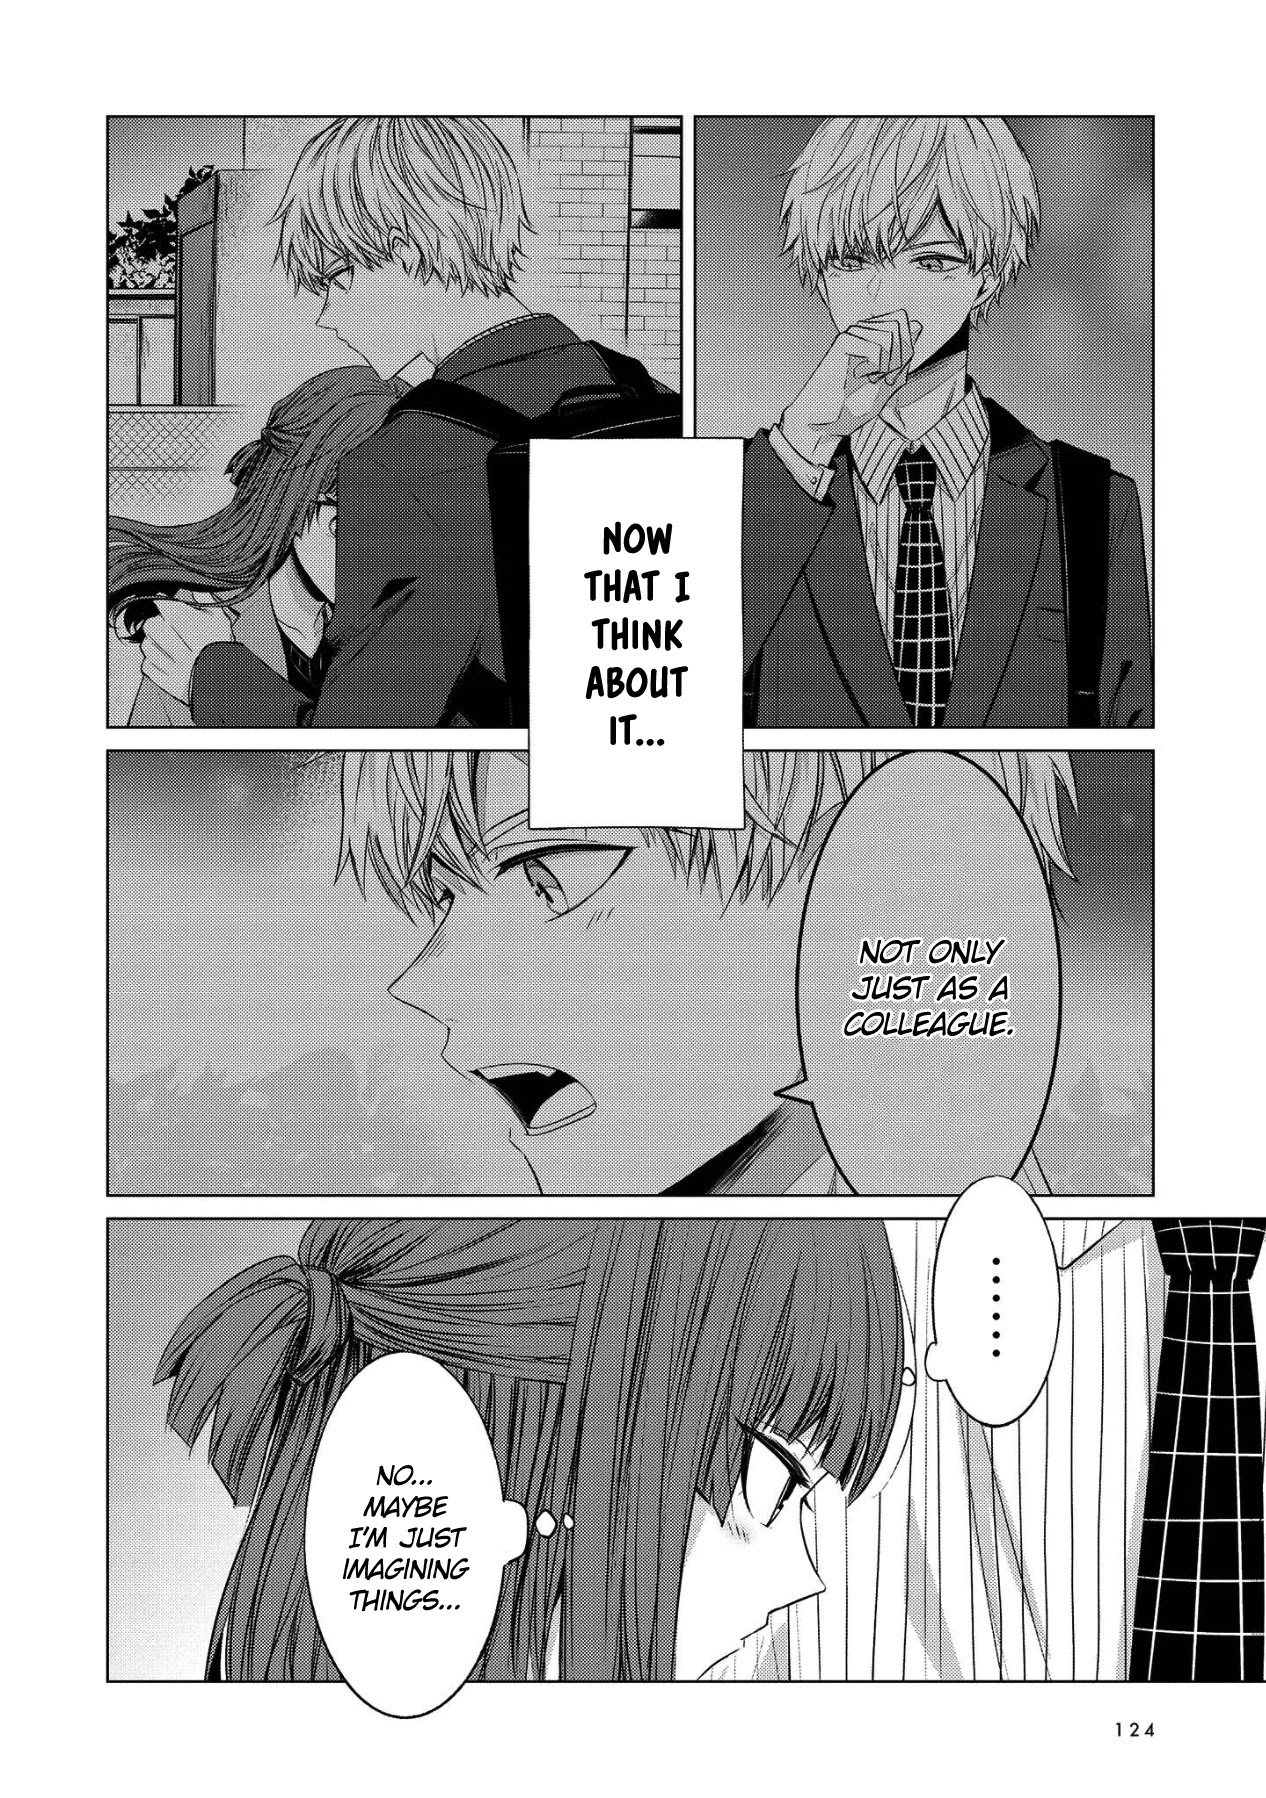 NOW
THAT I
THINK
ABOUT
IT...
NOT ONLY
JUST AS A
COLLEAGUE.
......
NO...
MAYBE
I'M JUST
IMAGINING
THINGS...
124